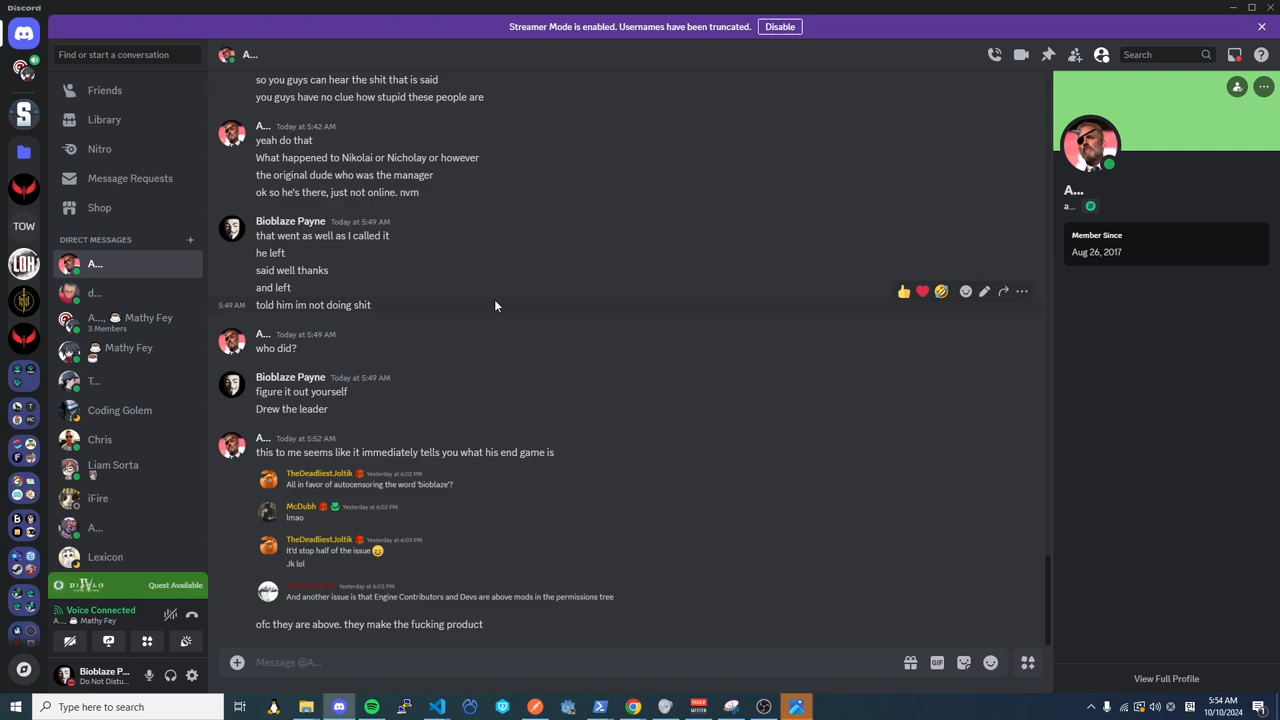 Discord
Streamer Mode is enabled. Usernames have been truncated.
Disable
Find or start a conversation
A...
Search
Friends
Library
Nitro
Message Requests
Shop
DIRECT MESSAGES
A...
d...
A..., ☕ Mathy Fey
3 Members
☕ Mathy Fey
T...
Coding Golem
Chris
Liam Sorta
iFire
A...
Lexicon
TOW
LOH
DIABLO
IV
Quest Available
Voice Connected
A... ☕ Mathy Fey
Bioblaze P...
Do Not Distu...
so you guys can hear the shit that is said
you guys have no clue how stupid these people are
A... Today at 5:42 AM
yeah do that
What happened to Nikolai or Nicholay or however
the original dude who was the manager
ok so he's there, just not online. nvm
Bioblaze Payne Today at 5:49 AM
that went as well as I called it
he left
said well thanks
and left
5:49 AM told him im not doing shit
A... Today at 5:49 AM
who did?
Bioblaze Payne Today at 5:49 AM
figure it out yourself
Drew the leader
A... Today at 5:52 AM
this to me seems like it immediately tells you what his end game is
TheDeadliestJoltik Yesterday at 6:02 PM
All in favor of autocensoring the word 'bioblaze'?
McDubh Yesterday at 6:02 PM
lmao
TheDeadliestJoltik Yesterday at 6:03 PM
It'd stop half of the issue 😄
Jk lol
Yesterday at 6:03 PM
And another issue is that Engine Contributors and Devs are above mods in the permissions tree
ofc they are above. they make the fucking product
Message @A...
GIF
A...
a...
Member Since
Aug 26, 2017
View Full Profile
Type here to search
5:54 AM
10/10/2024